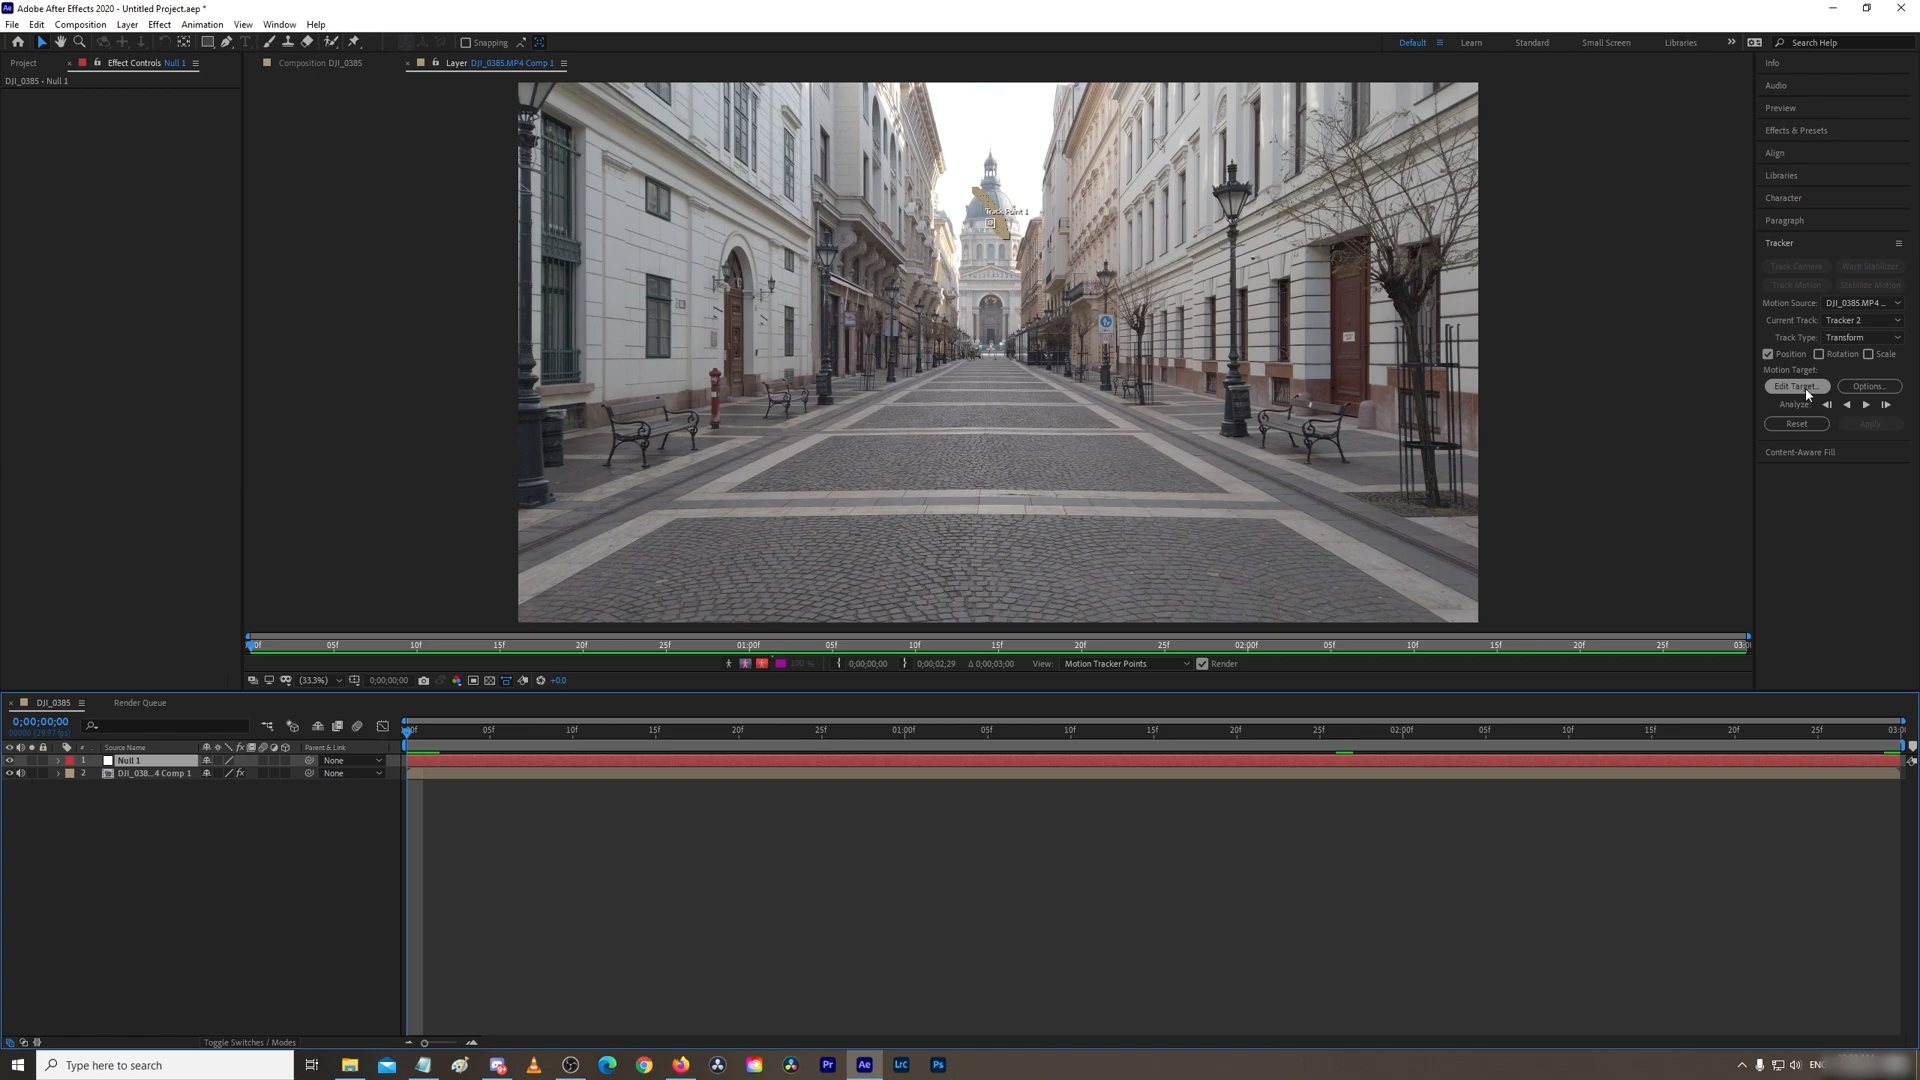 Ae Adobe After Effects 2020 - Untitled Project.aep *
File Edit Composition Layer Effect Animation View Window Help
Snapping
Default Learn Standard Small Screen Libraries Search Help
Project Effect Controls Null 1
DJI_0385 • Null 1
Composition DJI_0385
Layer DJI_0385.MP4 Comp 1
Track Point 1
Info
Audio
Preview
Effects & Presets
Align
Libraries
Character
Paragraph
Tracker
Track Camera Warp Stabilizer
Track Motion Stabilize Motion
Motion Source: DJI_0385.MP4 ...
Current Track: Tracker 2
Track Type: Transform
Position Rotation Scale
Motion Target:
Edit Target... Options...
Analyze:
Reset Apply
Content-Aware Fill
05f 10f 15f 20f 25f 01:00f 05f 10f 15f 20f 25f 02:00f 05f 10f 15f 20f 25f
100 % 0;00;00;00 0;00;02;29 Δ 0;00;03;00 View: Motion Tracker Points Render
(33.3%) 0;00;00;00 +0.0
DJI_0385 Render Queue
0;00;00;00
00000 (29.97 fps)
05f 10f 15f 20f 25f 01:00f 05f 10f 15f 20f 25f 02:00f 05f 10f 15f 20f 25f
# Source Name Parent & Link
1 Null 1 None
2 DJI_038...4 Comp 1 None
Toggle Switches / Modes
Type here to search
Pr Ae Lrc Ps
ENG